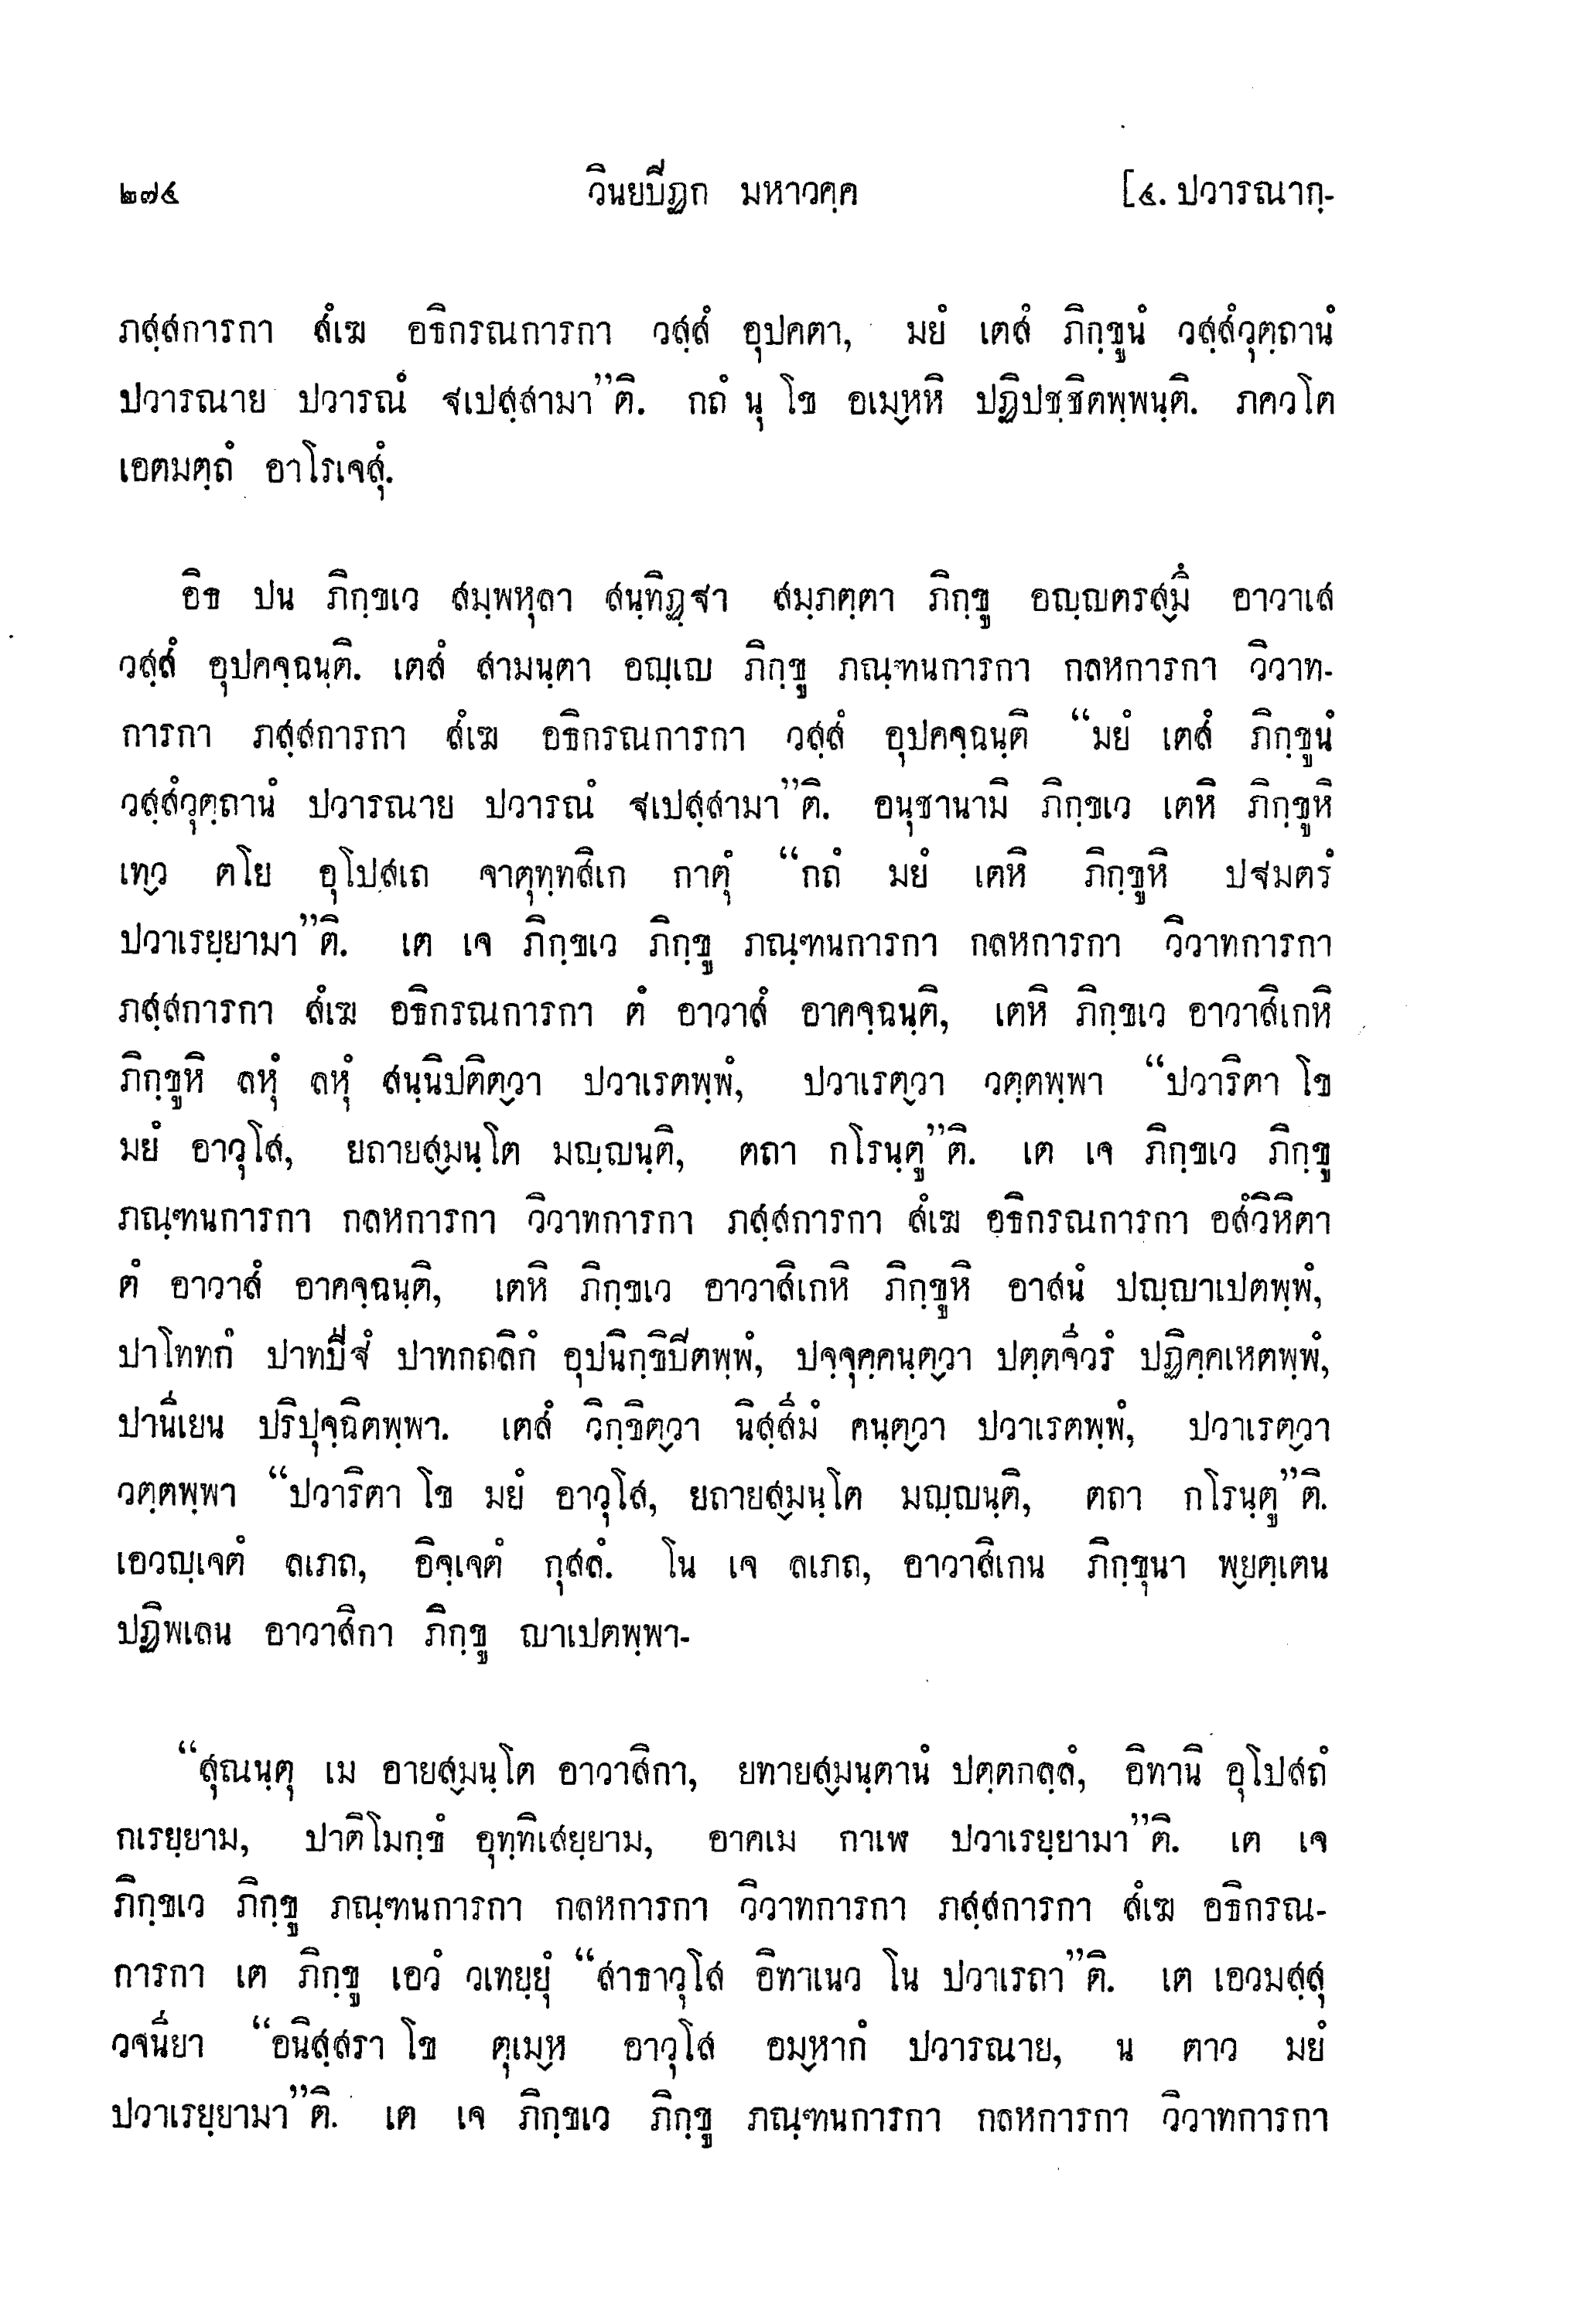 ๒๗๔ วินยปิฏก มหาวคฺค [๔. ปวารณากฺ-
ภสฺสการกา สํเฆ อธิกรณการกา วสฺสํ อุปคตา, มยํ เตสํ ภิกฺขูนํ วสฺสํวุตฺถานํ
ปวารณาย ปวารณํ ฐเปสฺสามา”ติ. กถํ นุ โข อเมฺหหิ ปฏิปชฺชิตพฺพนฺติ. ภควโต
เอตมตฺถํ อาโรเจสุํ.
อิธ ปน ภิกฺขเว สมฺพหุลา สนฺทิฏฺฐา สมฺภตฺตา ภิกฺขู อญฺญตรสฺมิํ อาวาเส
วสฺสํ อุปคจฺฉนฺติ. เตสํ สามนฺตา อญฺเญ ภิกฺขู ภณฺฑนการกา กลหการกา วิวาท-
การกา ภสฺสการกา สํเฆ อธิกรณการกา วสฺสํ อุปคจฺฉนฺติ “มยํ เตสํ ภิกฺขูนํ
วสฺสํวุตฺถานํ ปวารณาย ปวารณํ ฐเปสฺสามา”ติ. อนุชานามิ ภิกฺขเว เตหิ ภิกฺขูหิ
เทฺว ตโย อุโปสเถ จาตุทฺทสิเก กาตุํ “กถํ มยํ เตหิ ภิกฺขูหิ ปฐมตรํ
ปวาเรยฺยามา”ติ. เต เจ ภิกฺขเว ภิกฺขู ภณฺฑนการกา กลหการกา วิวาทการกา
ภสฺสการกา สํเฆ อธิกรณการกา ตํ อาวาสํ อาคจฺฉนฺติ, เตหิ ภิกฺขเว อาวาสิเกหิ
ภิกฺขูหิ ลหุํ ลหุํ สนฺนิปติตฺวา ปวาเรตพฺพํ, ปวาเรตฺวา วตฺตพฺพา “ปวาริตา โข
มยํ อาวุโส, ยถายสฺมนฺโต มญฺญนฺติ, ตถา กโรนฺตู”ติ. เต เจ ภิกฺขเว ภิกฺขู
ภณฺฑนการกา กลหการกา วิวาทการกา ภสฺสการกา สํเฆ อธิกรณการกา อสํวิหิตา
ตํ อาวาสํ อาคจฺฉนฺติ, เตหิ ภิกฺขเว อาวาสิเกหิ ภิกฺขูหิ อาสนํ ปญฺญาเปตพฺพํ,
ปาโททกํ ปาทปีฐํ ปาทกถลิกํ อุปนิกฺขิปิตพฺพํ, ปจฺจุคฺคนฺตฺวา ปตฺตจีวรํ ปฏิคฺคเหตพฺพํ,
ปานีเยน ปริปุจฺฉิตพฺพา. เตสํ วิกฺขิตฺวา นิสฺสีมํ คนฺตฺวา ปวาเรตพฺพํ, ปวาเรตฺวา
วตฺตพฺพา “ปวาริตา โข มยํ อาวุโส, ยถายสฺมนฺโต มญฺญนฺติ, ตถา กโรนฺตู”ติ.
เอวญฺเจตํ ลเภถ, อิจฺเจตํ กุสลํ. โน เจ ลเภถ, อาวาสิเกน ภิกฺขุนา พฺยตฺเตน
ปฏิพเลน อาวาสิกา ภิกฺขู ญาเปตพฺพา-
“สุณนฺตุ เม อายสฺมนฺโต อาวาสิกา, ยทายสฺมนฺตานํ ปตฺตกลฺลํ, อิทานิ อุโปสถํ
กเรยฺยาม, ปาติโมกฺขํ อุทฺทิเสยฺยาม, อาคเม กาเฬ ปวาเรยฺยามา”ติ. เต เจ
ภิกฺขเว ภิกฺขู ภณฺฑนการกา กลหการกา วิวาทการกา ภสฺสการกา สํเฆ อธิกรณ-
การกา เต ภิกฺขู เอวํ วเทยฺยุํ “สาธาวุโส อิทาเนว โน ปวาเรถา”ติ. เต เอวมสฺสุ
วจนียา “อนิสฺสรา โข ตุเมฺห อาวุโส อมฺหากํ ปวารณาย, น ตาว มยํ
ปวาเรยฺยามา”ติ. เต เจ ภิกฺขเว ภิกฺขู ภณฺฑนการกา กลหการกา วิวาทการกา